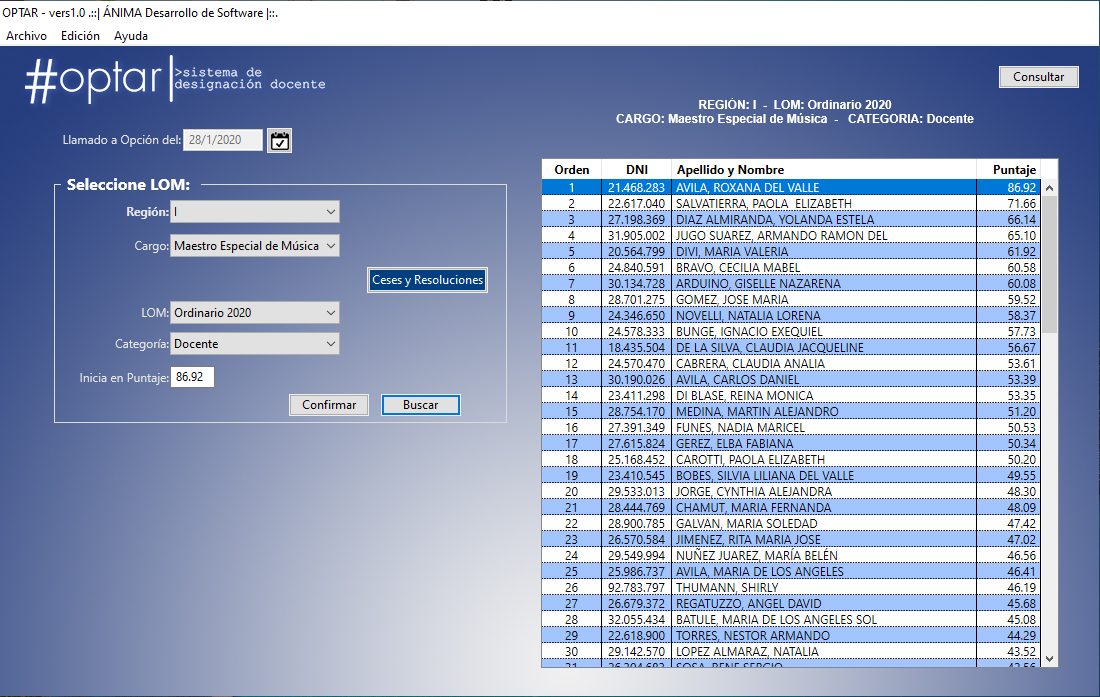 OPTAR - vers1.0 .::| ÁNIMA Desarrollo de Software |::.
Archivo Edición Ayuda
#optar >sistema de
designación docente
Consultar
REGIÓN: I - LOM: Ordinario 2020
CARGO: Maestro Especial de Música - CATEGORIA: Docente
Llamado a Opción del: 28/1/2020
Seleccione LOM:
Región: I
Cargo: Maestro Especial de Música
Ceses y Resoluciones
LOM: Ordinario 2020
Categoría: Docente
Inicia en Puntaje: 86.92
Confirmar Buscar
Orden DNI Apellido y Nombre Puntaje
1 21.468.283 AVILA, ROXANA DEL VALLE 86.92
2 22.617.040 SALVATIERRA, PAOLA ELIZABETH 71.66
3 27.198.369 DIAZ ALMIRANDA, YOLANDA ESTELA 66.14
4 31.905.002 JUGO SUAREZ, ARMANDO RAMON DEL 65.10
5 20.564.799 DIVI, MARIA VALERIA 61.92
6 24.840.591 BRAVO, CECILIA MABEL 60.58
7 30.134.728 ARDUINO, GISELLE NAZARENA 60.08
8 28.701.275 GOMEZ, JOSE MARIA 59.52
9 24.346.650 NOVELLI, NATALIA LORENA 58.37
10 24.578.333 BUNGE, IGNACIO EXEQUIEL 57.73
11 18.435.504 DE LA SILVA, CLAUDIA JACQUELINE 56.67
12 24.570.470 CABRERA, CLAUDIA ANALIA 53.61
13 30.190.026 AVILA, CARLOS DANIEL 53.39
14 23.411.298 DI BLASE, REINA MONICA 53.35
15 28.754.170 MEDINA, MARTIN ALEJANDRO 51.20
16 27.391.349 FUNES, NADIA MARICEL 50.53
17 27.615.824 GEREZ, ELBA FABIANA 50.34
18 25.168.452 CAROTTI, PAOLA ELIZABETH 50.20
19 23.410.545 BOBES, SILVIA LILIANA DEL VALLE 49.55
20 29.533.013 JORGE, CYNTHIA ALEJANDRA 48.30
21 28.444.769 CHAMUT, MARIA FERNANDA 48.09
22 28.900.785 GALVAN, MARIA SOLEDAD 47.42
23 26.570.584 JIMENEZ, RITA MARIA JOSE 47.02
24 29.549.994 NUÑEZ JUAREZ, MARÍA BELÉN 46.56
25 25.986.737 AVILA, MARIA DE LOS ANGELES 46.41
26 92.783.797 THUMANN, SHIRLY 46.19
27 26.679.372 REGATUZZO, ANGEL DAVID 45.68
28 32.055.434 BATULE, MARIA DE LOS ANGELES SOL 45.08
29 22.618.900 TORRES, NESTOR ARMANDO 44.29
30 29.142.570 LOPEZ ALMARAZ, NATALIA 43.52